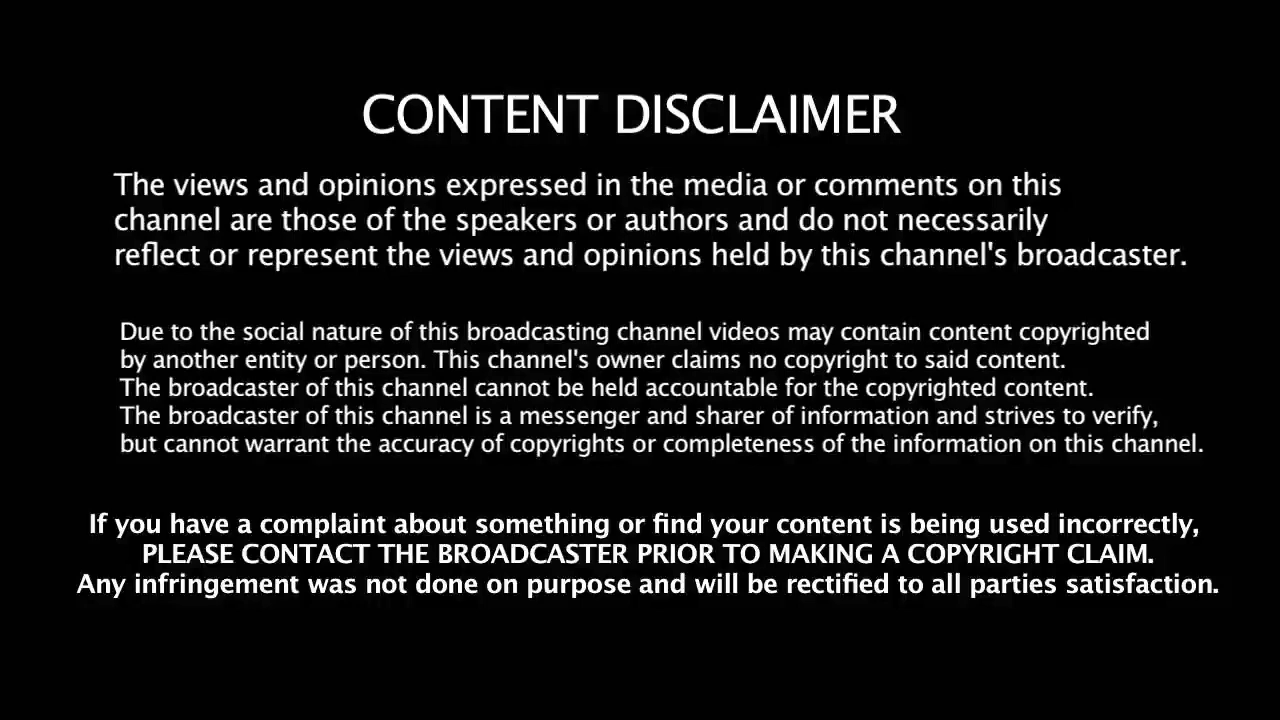 CONTENT DISCLAIMER
The views and opinions expressed in the media or comments on this
channel are those of the speakers or authors and do not necessarily
reflect or represent the views and opinions held by this channel's broadcaster.
Due to the social nature of this broadcasting channel videos may contain content copyrighted
by another entity or person. This channel's owner claims no copyright to said content.
The broadcaster of this channel cannot be held accountable for the copyrighted content.
The broadcaster of this channel is a messenger and sharer of information and strives to verify,
but cannot warrant the accuracy of copyrights or completeness of the information on this channel.
If you have a complaint about something or find your content is being used incorrectly,
PLEASE CONTACT THE BROADCASTER PRIOR TO MAKING A COPYRIGHT CLAIM.
Any infringement was not done on purpose and will be rectified to all parties satisfaction.